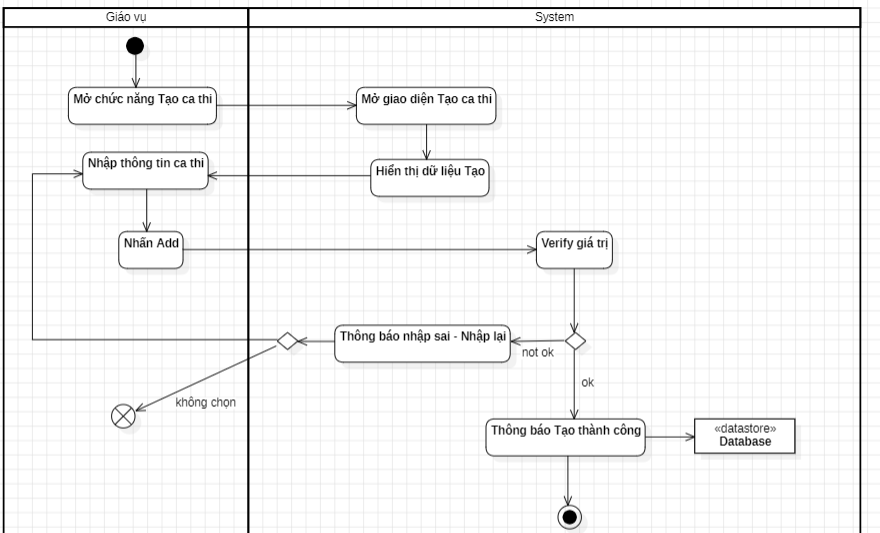 Giáo vụ
System
Mở chức năng Tạo ca thi
Mở giao diện Tạo ca thi
Nhập thông tin ca thi
Hiển thị dữ liệu Tạo
Nhấn Add
Verify giá trị
Thông báo nhập sai - Nhập lại
not ok
ok
không chọn
Thông báo Tạo thành công
«datastore»
Database